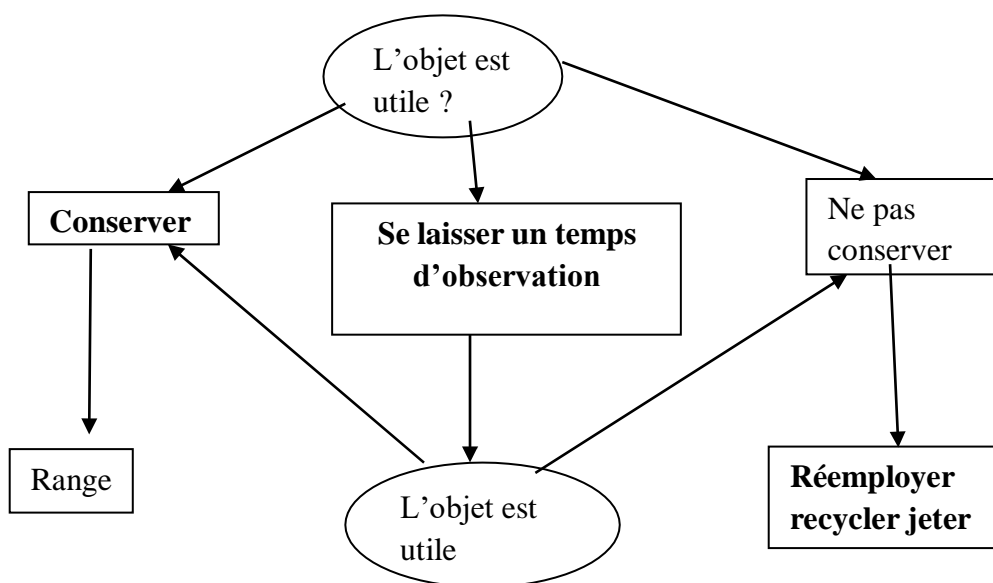 L’objet est
utile ?
Conserver
Se laisser un temps
d’observation
Ne pas
conserver
Range
L’objet est
utile
Réemployer
recycler jeter